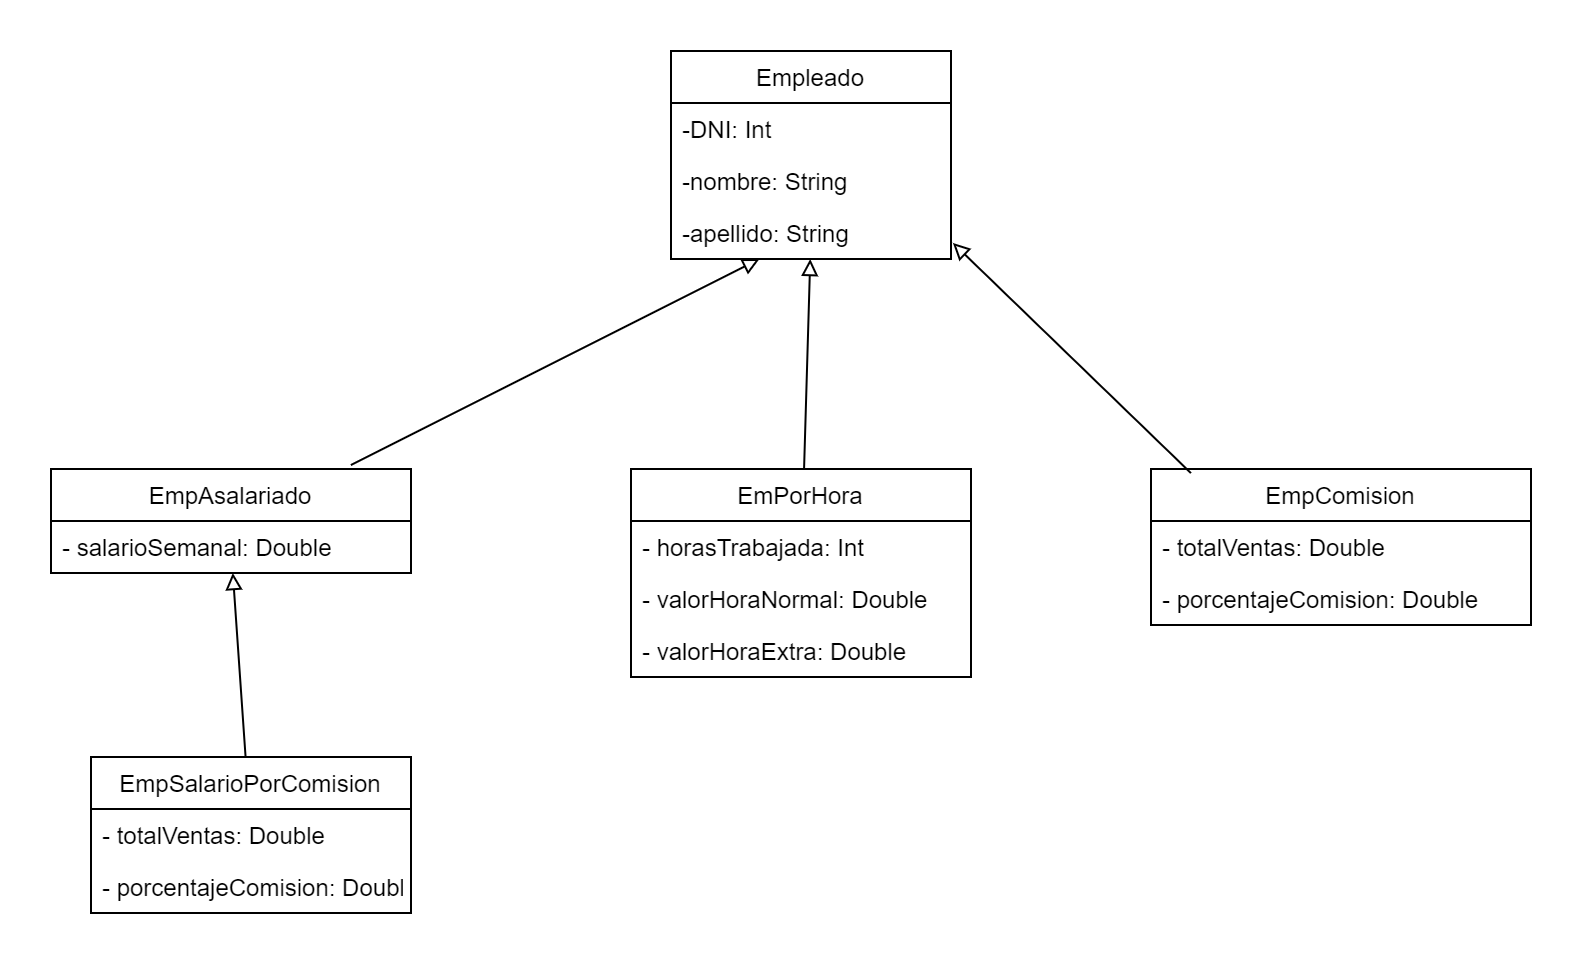 Empleado
-DNI: Int
-nombre: String
-apellido: String
EmpAsalariado
- salarioSemanal: Double
EmPorHora
- horasTrabajada: Int
- valorHoraNormal: Double
- valorHoraExtra: Double
EmpComision
- totalVentas: Double
- porcentajeComision: Double
EmpSalarioPorComision
- totalVentas: Double
- porcentajeComision: Doubl